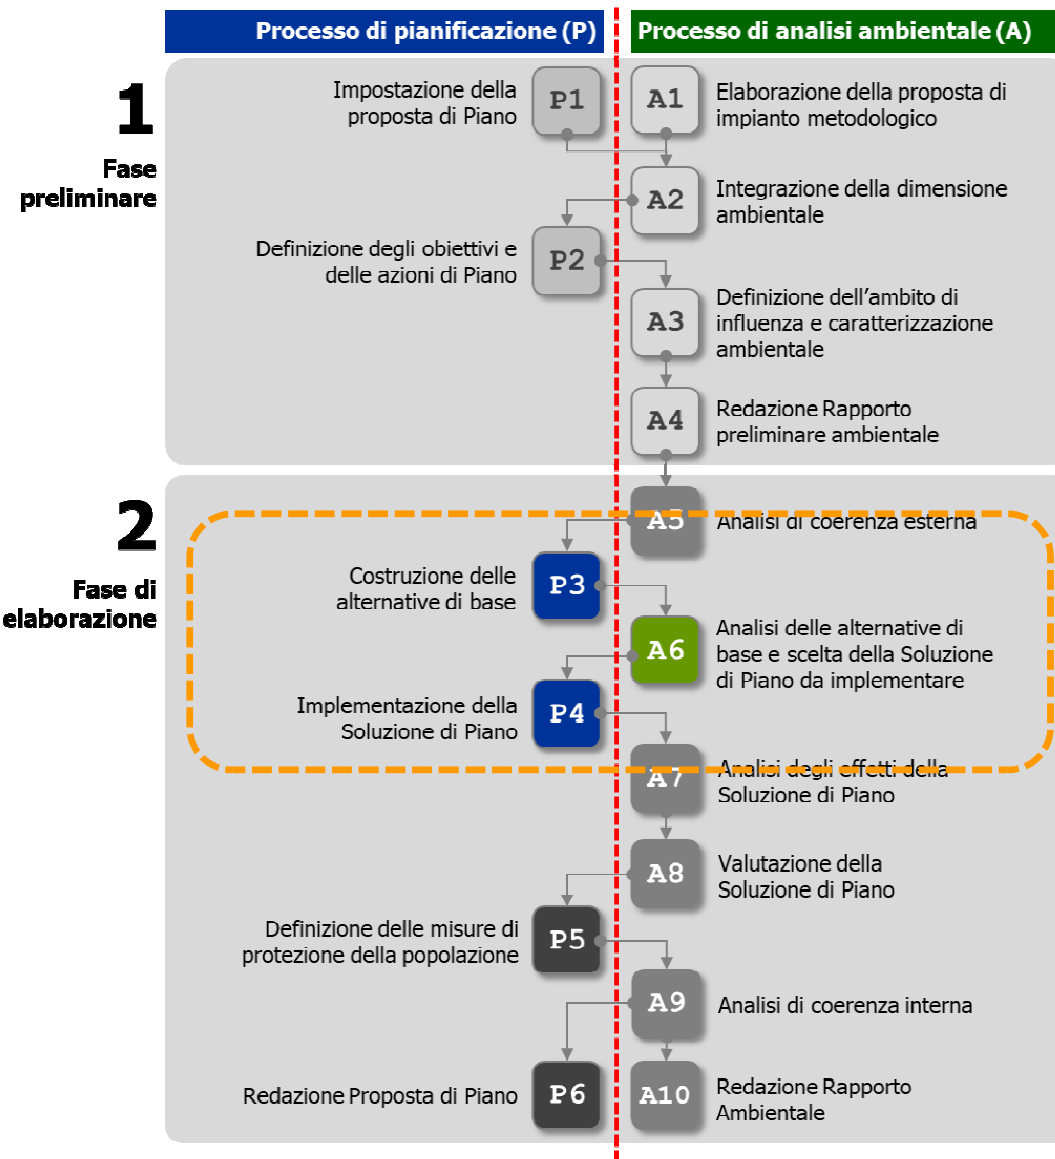 Processo di pianificazione (P)
Processo di analisi ambientale (A)
1
Fase
preliminare
Impostazione della
proposta di Piano
P1
A1
Elaborazione della proposta di
impianto metodologico
A2
Integrazione della dimensione
ambientale
Definizione degli obiettivi e
delle azioni di Piano
P2
A3
Definizione dell'ambito di
influenza e caratterizzazione
ambientale
A4
Redazione Rapporto
preliminare ambientale
2
Fase di
elaborazione
A5
Analisi di coerenza esterna
Costruzione delle
alternative di base
P3
A6
Analisi delle alternative di
base e scelta della Soluzione
di Piano da implementare
Implementazione della
Soluzione di Piano
P4
A7
Analisi degli effetti della
Soluzione di Piano
A8
Valutazione della
Soluzione di Piano
Definizione delle misure di
protezione della popolazione
P5
A9
Analisi di coerenza interna
Redazione Proposta di Piano
P6
A10
Redazione Rapporto
Ambientale